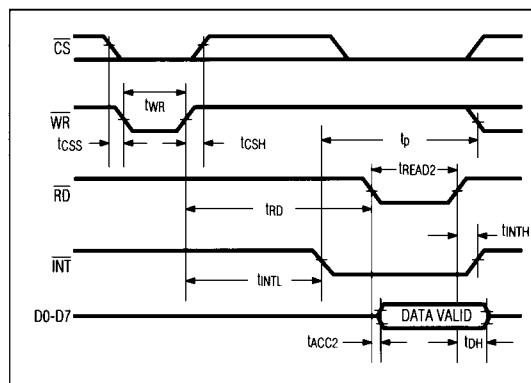 CS
tWR
WR
tCSS
tCSH
tp
tREAD2
RD
tRD
tINTH
INT
tINTL
D0-D7
DATA VALID
tACC2
tDH